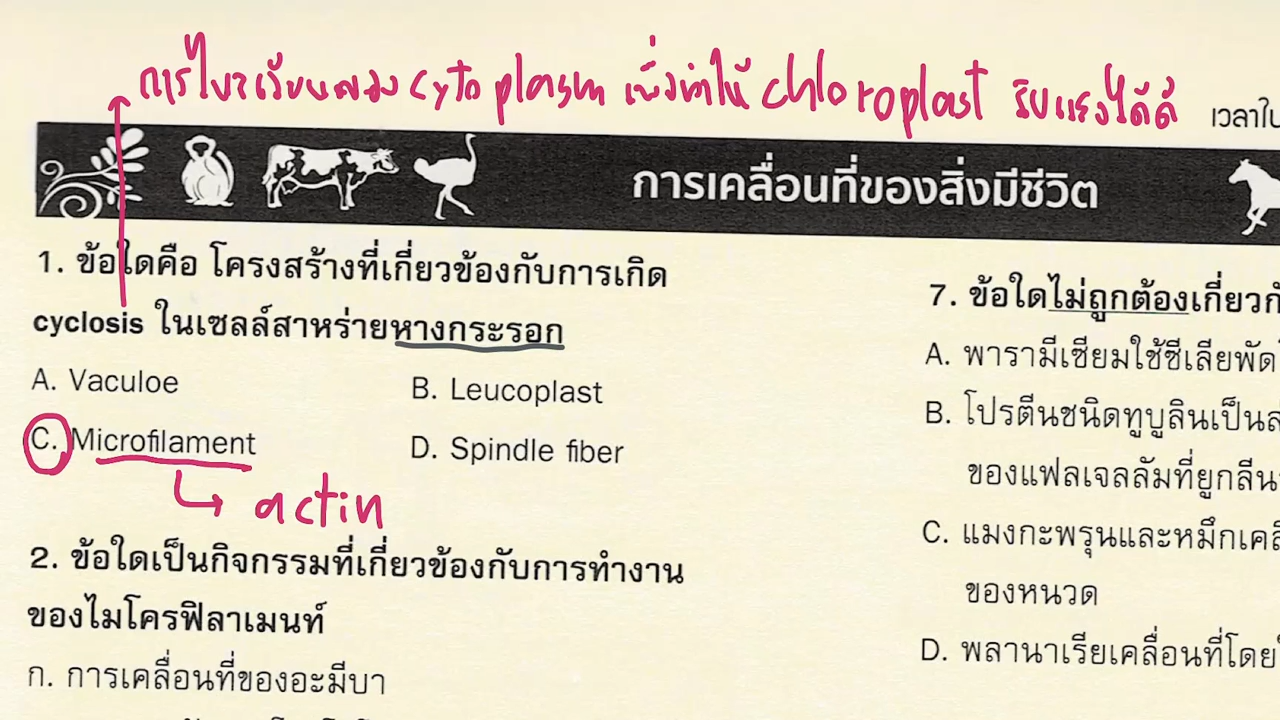 การไหลเวียนของ cytoplasm เพื่อทำให้ chloroplast รับแสงได้ดี
เวลาใน
การเคลื่อนที่ของสิ่งมีชีวิต
1. ข้อใดคือ โครงสร้างที่เกี่ยวข้องกับการเกิด
cyclosis ในเซลล์สาหร่ายหางกระรอก
A. Vaculoe
B. Leucoplast
C. Microfilament
D. Spindle fiber
actin
2. ข้อใดเป็นกิจกรรมที่เกี่ยวข้องกับการทำงาน
ของไมโครฟิลาเมนท์
ก. การเคลื่อนที่ของอะมีบา
7. ข้อใดไม่ถูกต้องเกี่ยวกั
A. พารามีเซียมใช้ซีเลียพัด
B. โปรตีนชนิดทูบูลินเป็นส
ของแฟลเจลลัมที่ยูกลีน
C. แมงกะพรุนและหมึกเคลื
ของหนวด
D. พลานาเรียเคลื่อนที่โดย